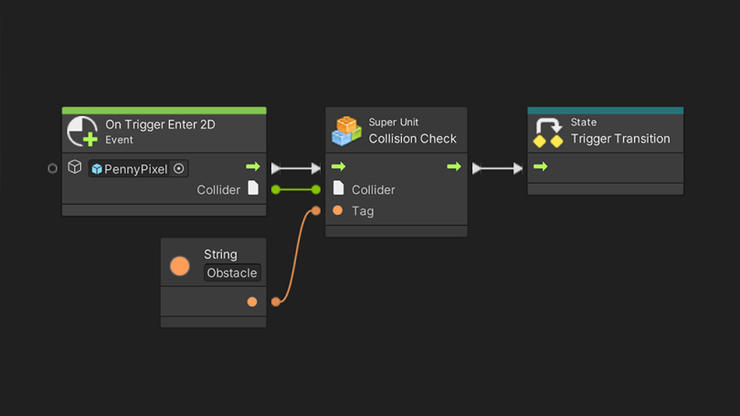 On Trigger Enter 2D
Event
PennyPixel
Collider
Super Unit
Collision Check
Collider
Tag
State
Trigger Transition
String
Obstacle